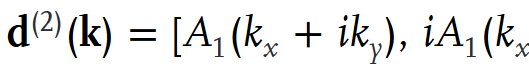 d⁽²⁾(k) = [A₁(kₓ + ik_y), iA₁(kₓ